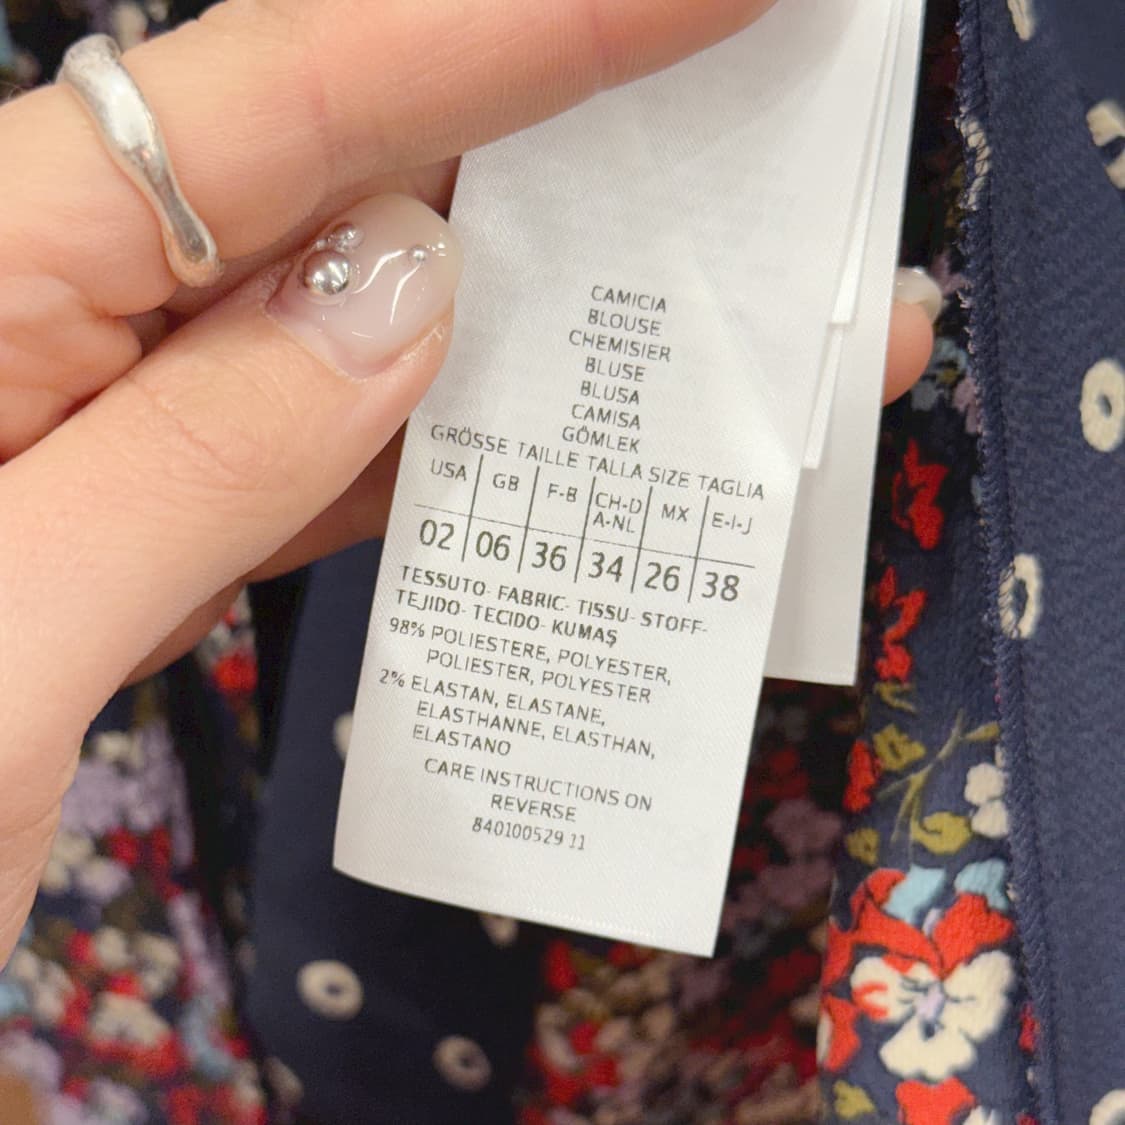 CAMICIA
BLOUSE
CHEMISIER
BLUSE
BLUSA
CAMISA
GÖMLEK
GRÖSSE TAILLE TALLA SIZE TAGLIA
USA GB F-B CH-D A-NL MX E-I-J
02 06 36 34 26 38
TESSUTO- FABRIC- TISSU- STOFF-
TEJIDO- TECIDO- KUMAŞ
98% POLIESTERE, POLYESTER,
POLIESTER, POLYESTER
2% ELASTAN, ELASTANE,
ELASTHANNE, ELASTHAN,
ELASTANO
CARE INSTRUCTIONS ON
REVERSE
840100529 11